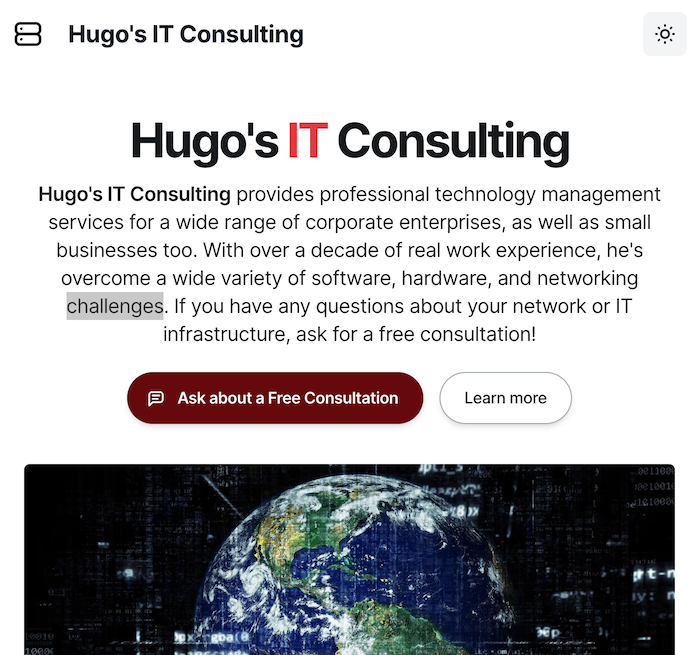 Hugo's IT Consulting
Hugo's IT Consulting
Hugo's IT Consulting provides professional technology management
services for a wide range of corporate enterprises, as well as small
businesses too. With over a decade of real work experience, he's
overcome a wide variety of software, hardware, and networking
challenges. If you have any questions about your network or IT
infrastructure, ask for a free consultation!
Ask about a Free Consultation
Learn more